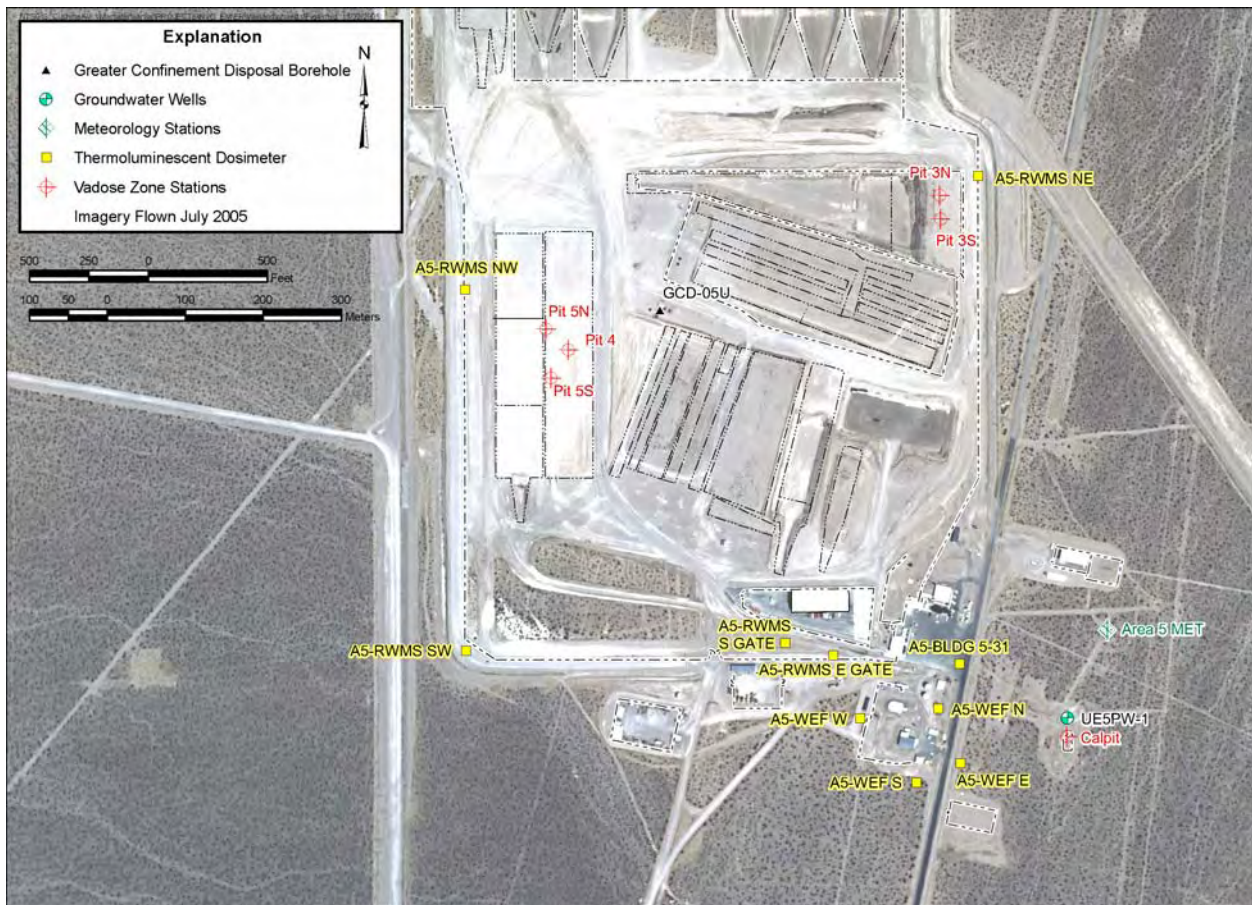 Explanation
Greater Confinement Disposal Borehole
Groundwater Wells
Meteorology Stations
Thermoluminescent Dosimeter
Vadose Zone Stations
Imagery Flown July 2005
N
500 250 0 500
Feet
100 50 0 100 200 300
Meters
Pit 3N
A5-RWMS NE
Pit 3S
A5-RWMS NW
GCD-05U
Pit 5N
Pit 4
Pit 5S
A5-RWMS
S GATE
A5-RWMS SW
A5-RWMS E GATE
A5-BLDG 5-31
Area 5 MET
A5-WEF W
A5-WEF N
UE5PW-1
Calpit
A5-WEF S
A5-WEF E